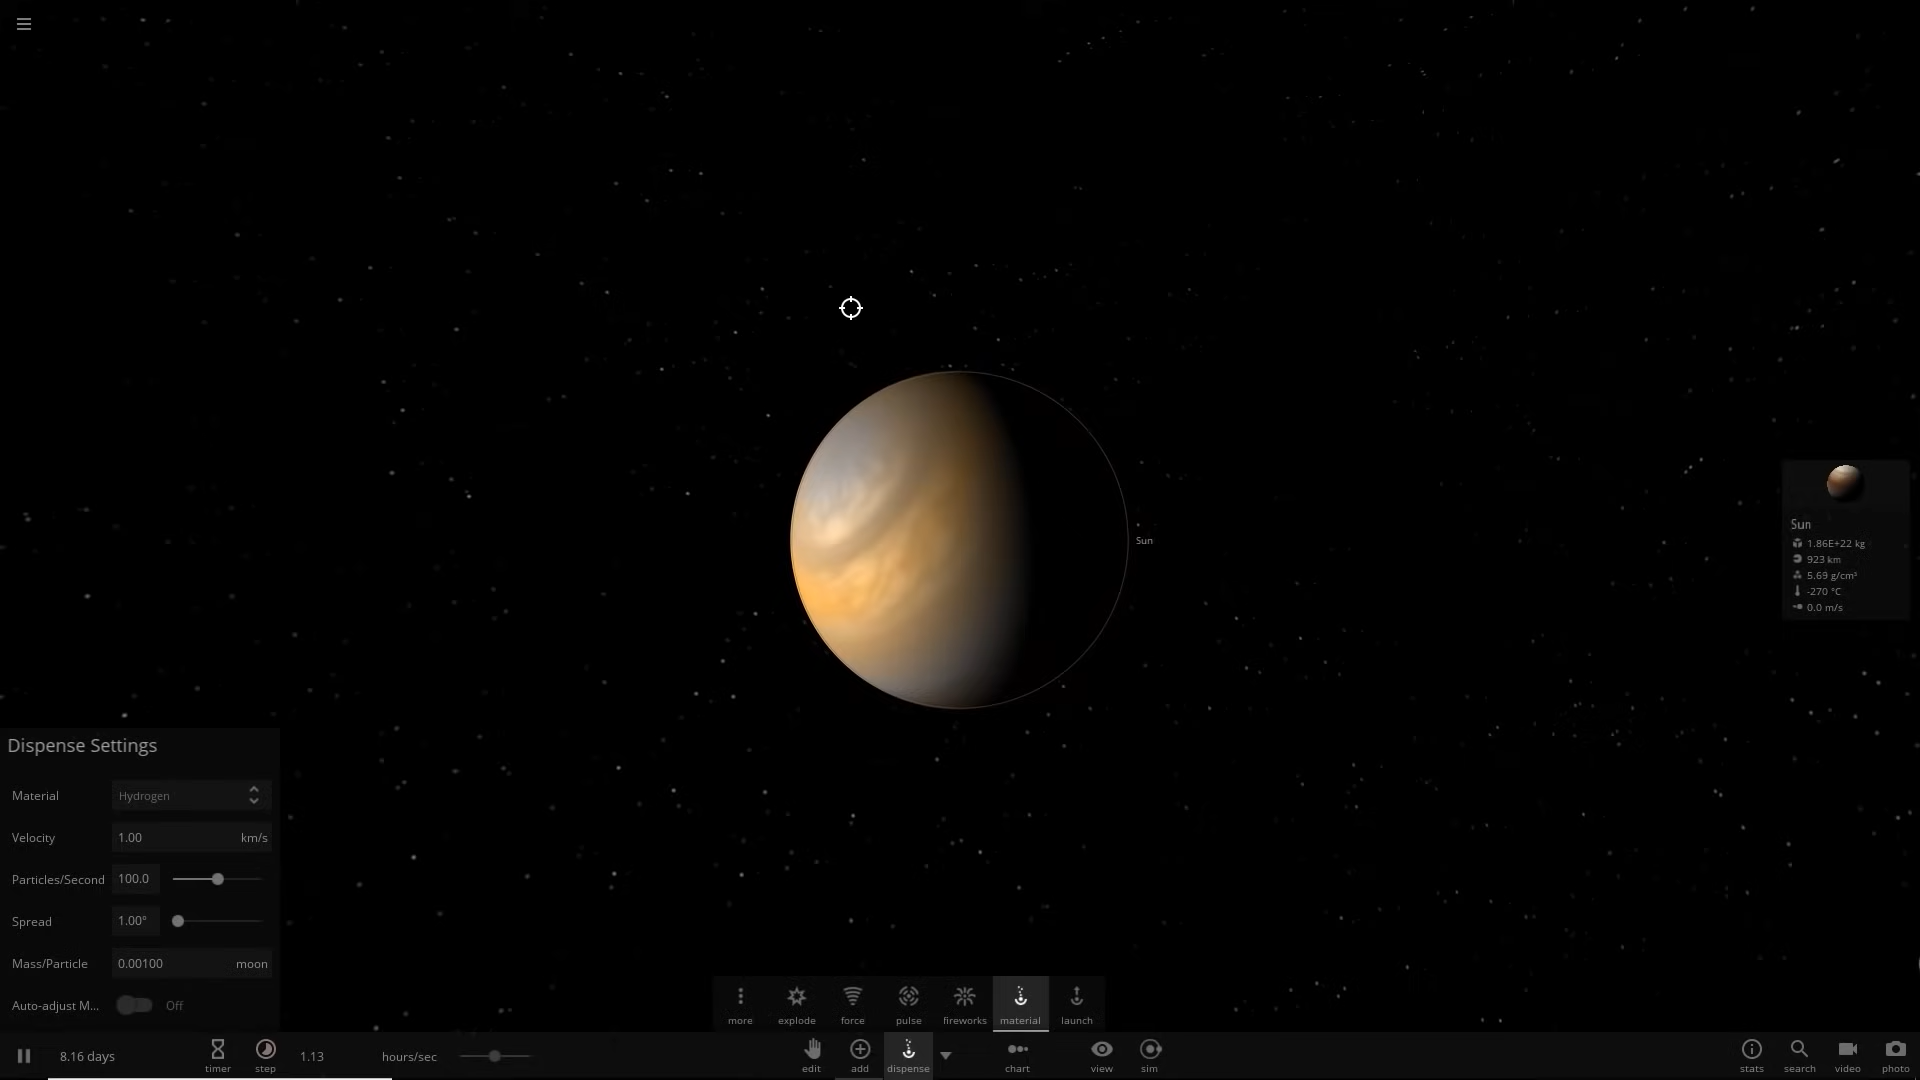 Sun
Sun
1.86E+22 kg
923 km
5.69 g/cm³
-270 °C
0.0 m/s
Dispense Settings
Material Hydrogen
Velocity 1.00 km/s
Particles/Second 100.0
Spread 1.00°
Mass/Particle 0.00100 moon
Auto-adjust M... Off
more explode force pulse fireworks material launch
8.16 days timer step 1.13 hours/sec edit add dispense chart view sim stats search video photo